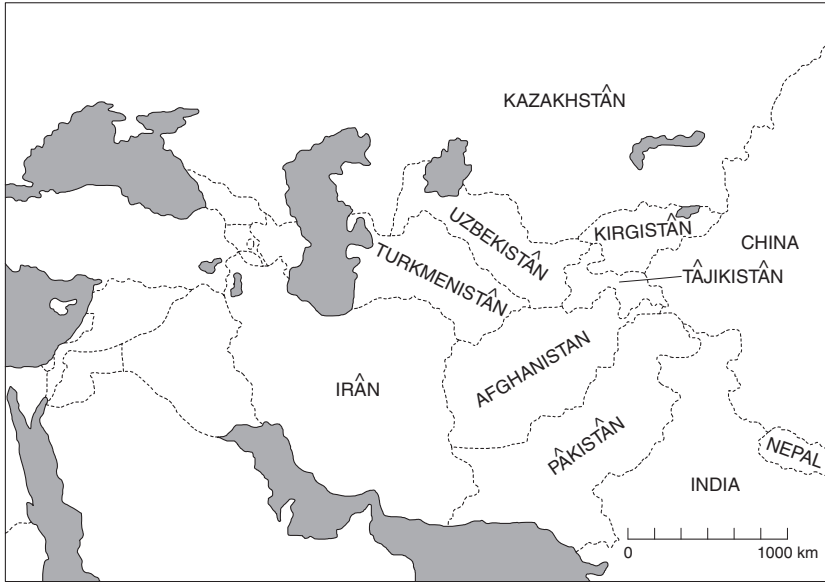 KAZAKHSTÂN
UZBEKISTÂN
KIRGISTÂN
CHINA
TURKMENISTÂN
TÂJIKISTÂN
AFGHANISTAN
IRÂN
PÂKISTÂN
NEPAL
INDIA
0 1000 km